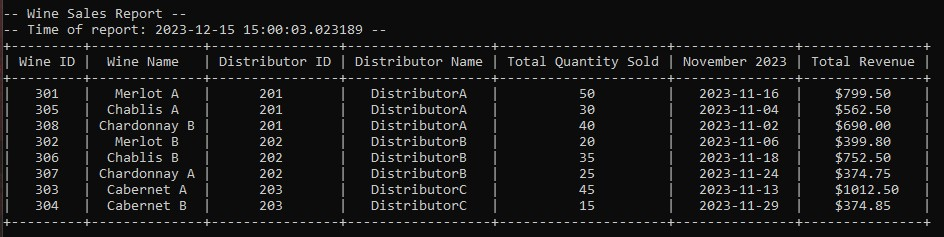 -- Wine Sales Report --
-- Time of report: 2023-12-15 15:00:03.023189 --
| Wine ID | Wine Name | Distributor ID | Distributor Name | Total Quantity Sold | November 2023 | Total Revenue |
| 301 | Merlot A | 201 | DistributorA | 50 | 2023-11-16 | $799.50 |
| 305 | Chablis A | 201 | DistributorA | 30 | 2023-11-04 | $562.50 |
| 308 | Chardonnay B | 201 | DistributorA | 40 | 2023-11-02 | $690.00 |
| 302 | Merlot B | 202 | DistributorB | 20 | 2023-11-06 | $399.80 |
| 306 | Chablis B | 202 | DistributorB | 35 | 2023-11-18 | $752.50 |
| 307 | Chardonnay A | 202 | DistributorB | 25 | 2023-11-24 | $374.75 |
| 303 | Cabernet A | 203 | DistributorC | 45 | 2023-11-13 | $1012.50 |
| 304 | Cabernet B | 203 | DistributorC | 15 | 2023-11-29 | $374.85 |